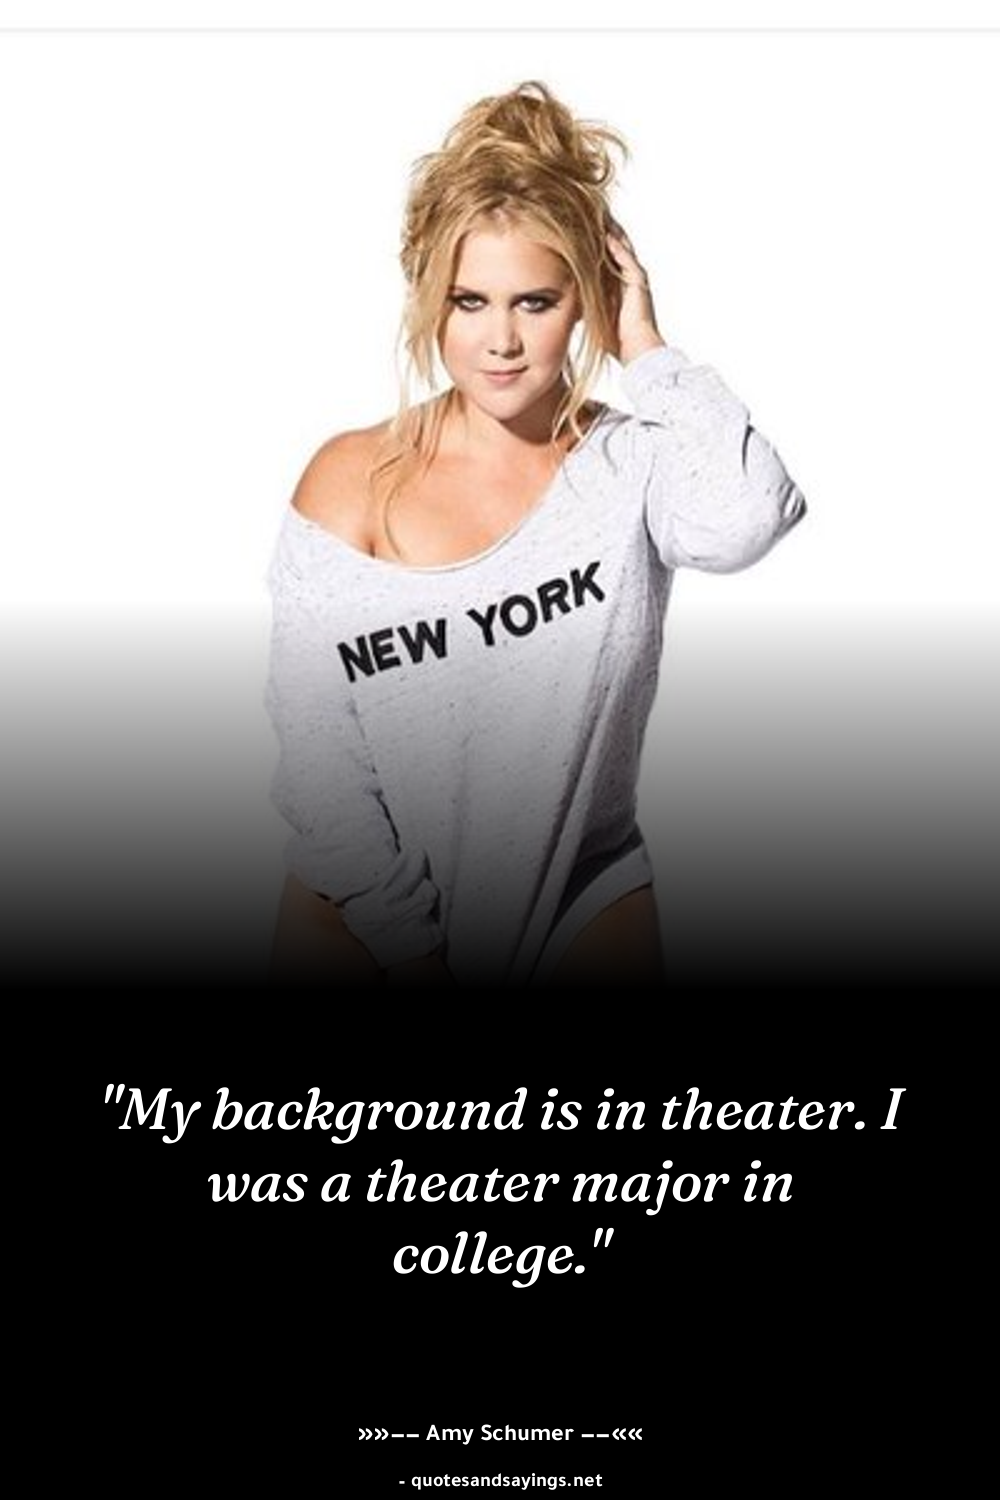 NEW YORK
"My background is in theater. I
was a theater major in
college."
»»–– Amy Schumer ––««
- quotesandsayings.net